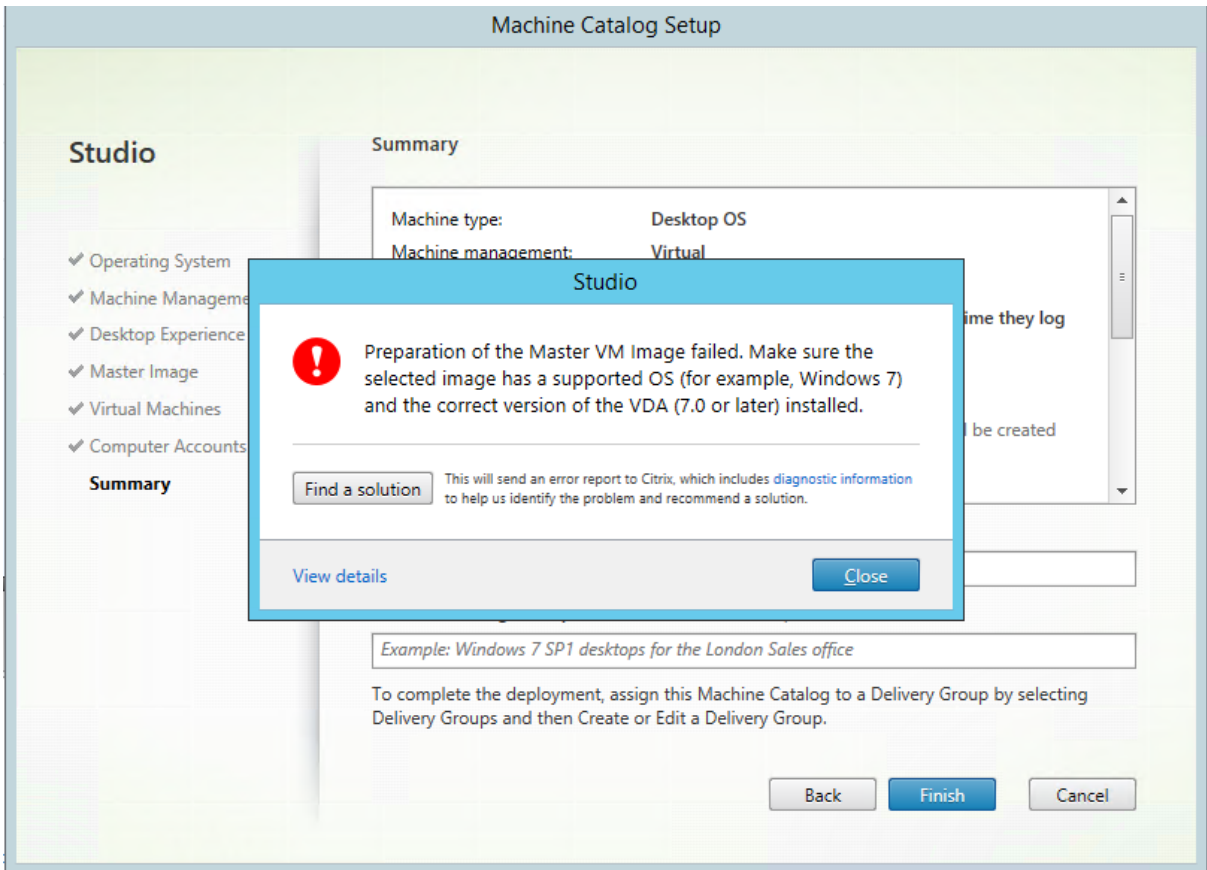 Machine Catalog Setup
Studio
Operating System
Machine Manageme
Desktop Experience
Master Image
Virtual Machines
Computer Accounts
Summary
Summary
Machine type: Desktop OS
Machine management: Virtual
ime they log
l be created
Studio
Preparation of the Master VM Image failed. Make sure the
selected image has a supported OS (for example, Windows 7)
and the correct version of the VDA (7.0 or later) installed.
Find a solution
This will send an error report to Citrix, which includes diagnostic information
to help us identify the problem and recommend a solution.
View details
Close
Example: Windows 7 SP1 desktops for the London Sales office
To complete the deployment, assign this Machine Catalog to a Delivery Group by selecting
Delivery Groups and then Create or Edit a Delivery Group.
Back
Finish
Cancel